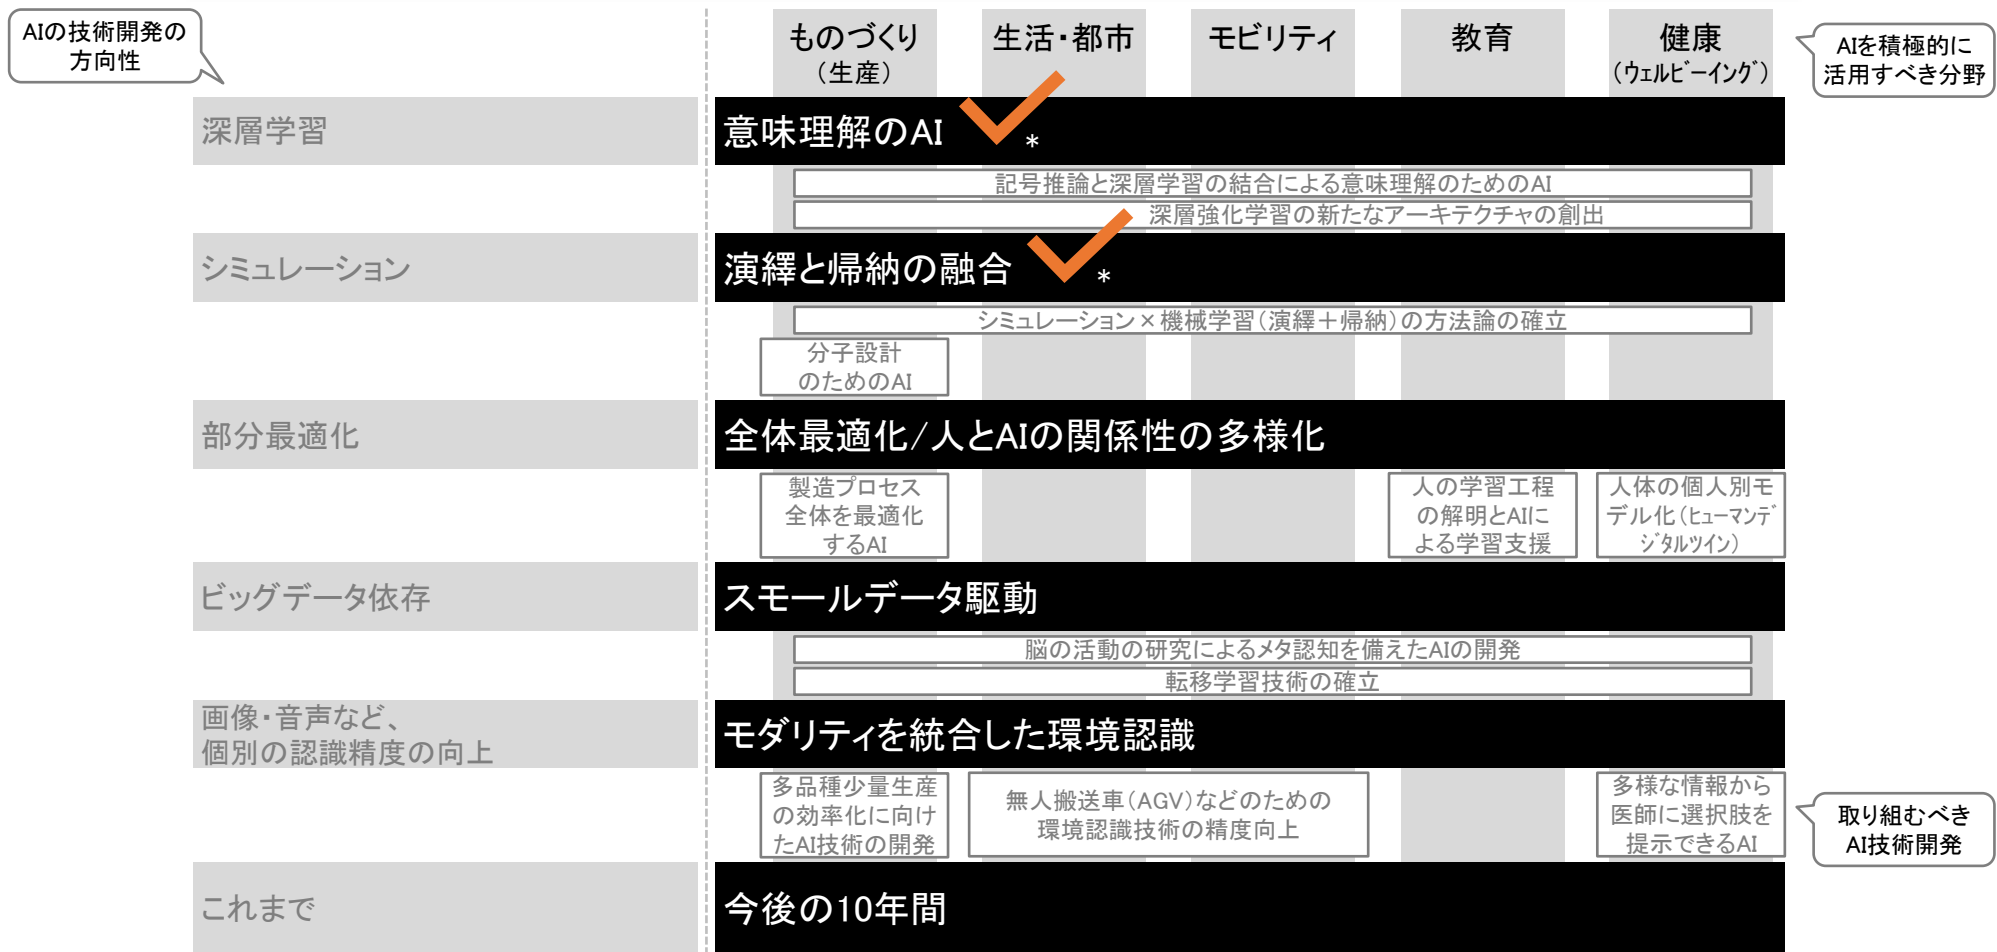 AIの技術開発の
方向性
ものづくり
(生産)
生活・都市
モビリティ
教育
健康
(ウェルビーイング)
AIを積極的に
活用すべき分野
深層学習
意味理解のAI
*
記号推論と深層学習の結合による意味理解のためのAI
深層強化学習の新たなアーキテクチャの創出
シミュレーション
演繹と帰納の融合
*
シミュレーション×機械学習(演繹+帰納)の方法論の確立
分子設計
のためのAI
部分最適化
全体最適化/人とAIの関係性の多様化
製造プロセス
全体を最適化
するAI
人の学習工程
の解明とAIに
よる学習支援
人体の個人別モ
デル化(ヒューマンデ
ジタルツイン)
ビッグデータ依存
スモールデータ駆動
脳の活動の研究によるメタ認知を備えたAIの開発
転移学習技術の確立
画像・音声など、
個別の認識精度の向上
モダリティを統合した環境認識
多品種少量生産
の効率化に向け
たAI技術の開発
無人搬送車(AGV)などのための
環境認識技術の精度向上
多様な情報から
医師に選択肢を
提示できるAI
取り組むべき
AI技術開発
これまで
今後の10年間